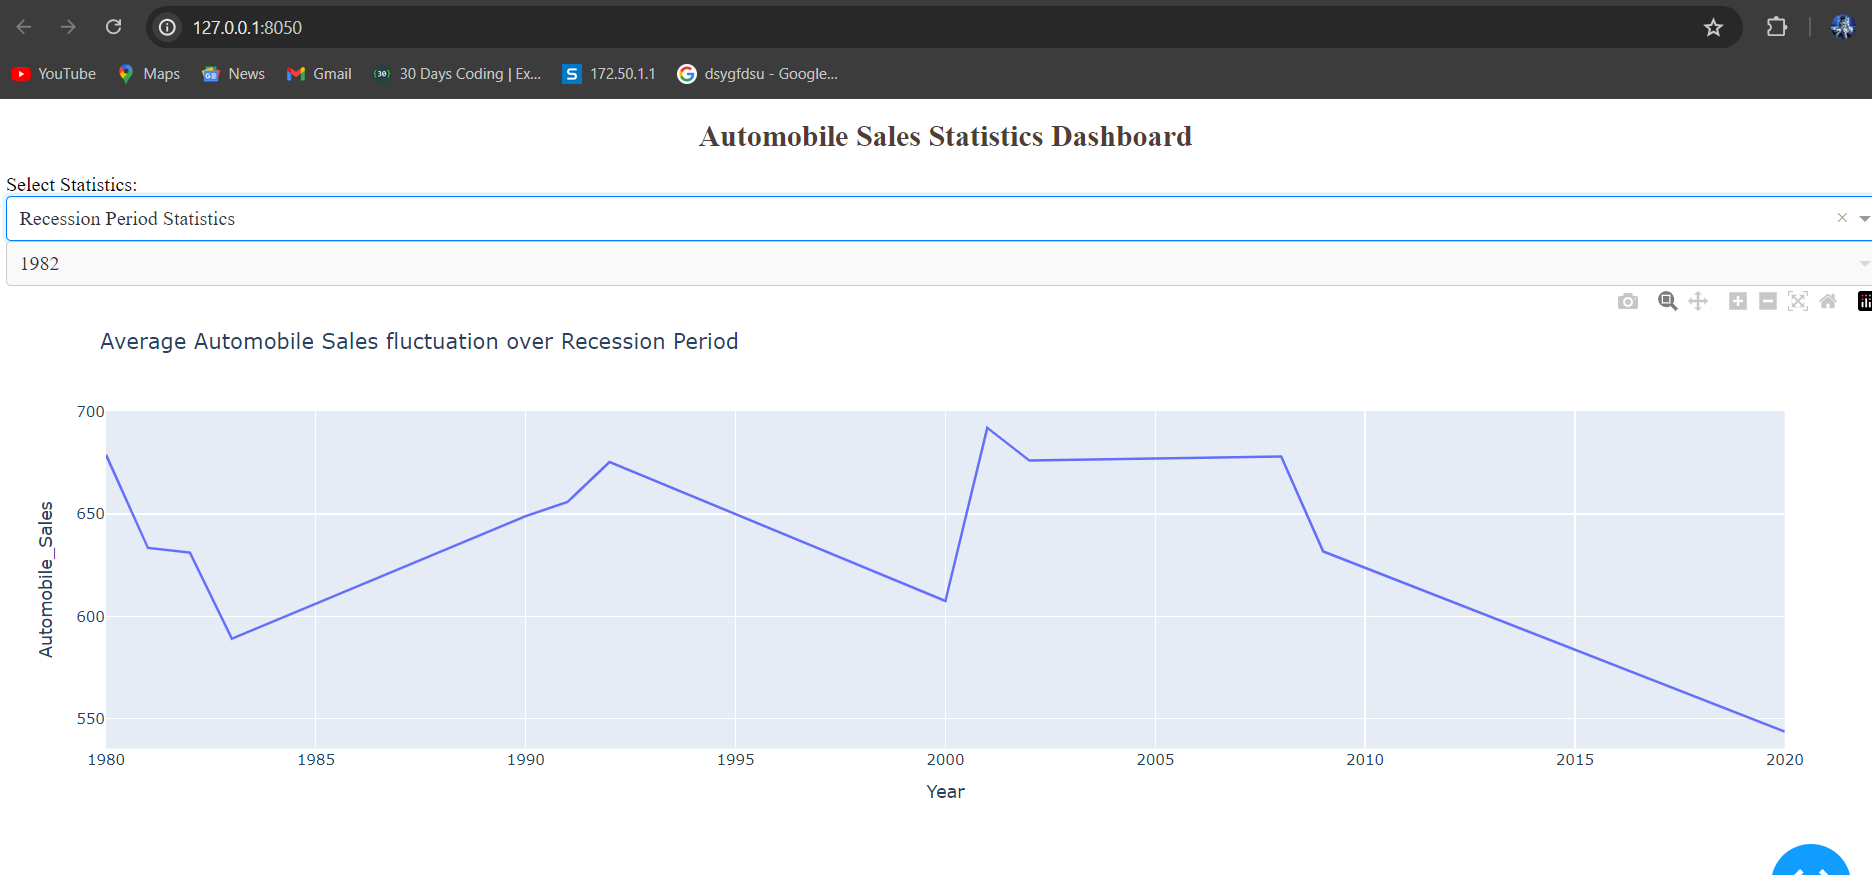 127.0.0.1:8050
YouTube Maps News Gmail (30) 30 Days Coding | Ex... S 172.50.1.1 dsygfdsu - Google...
Automobile Sales Statistics Dashboard
Select Statistics:
Recession Period Statistics ×
1982
Average Automobile Sales fluctuation over Recession Period
700
650
600
550
Automobile_Sales
1980 1985 1990 1995 2000 2005 2010 2015 2020
Year